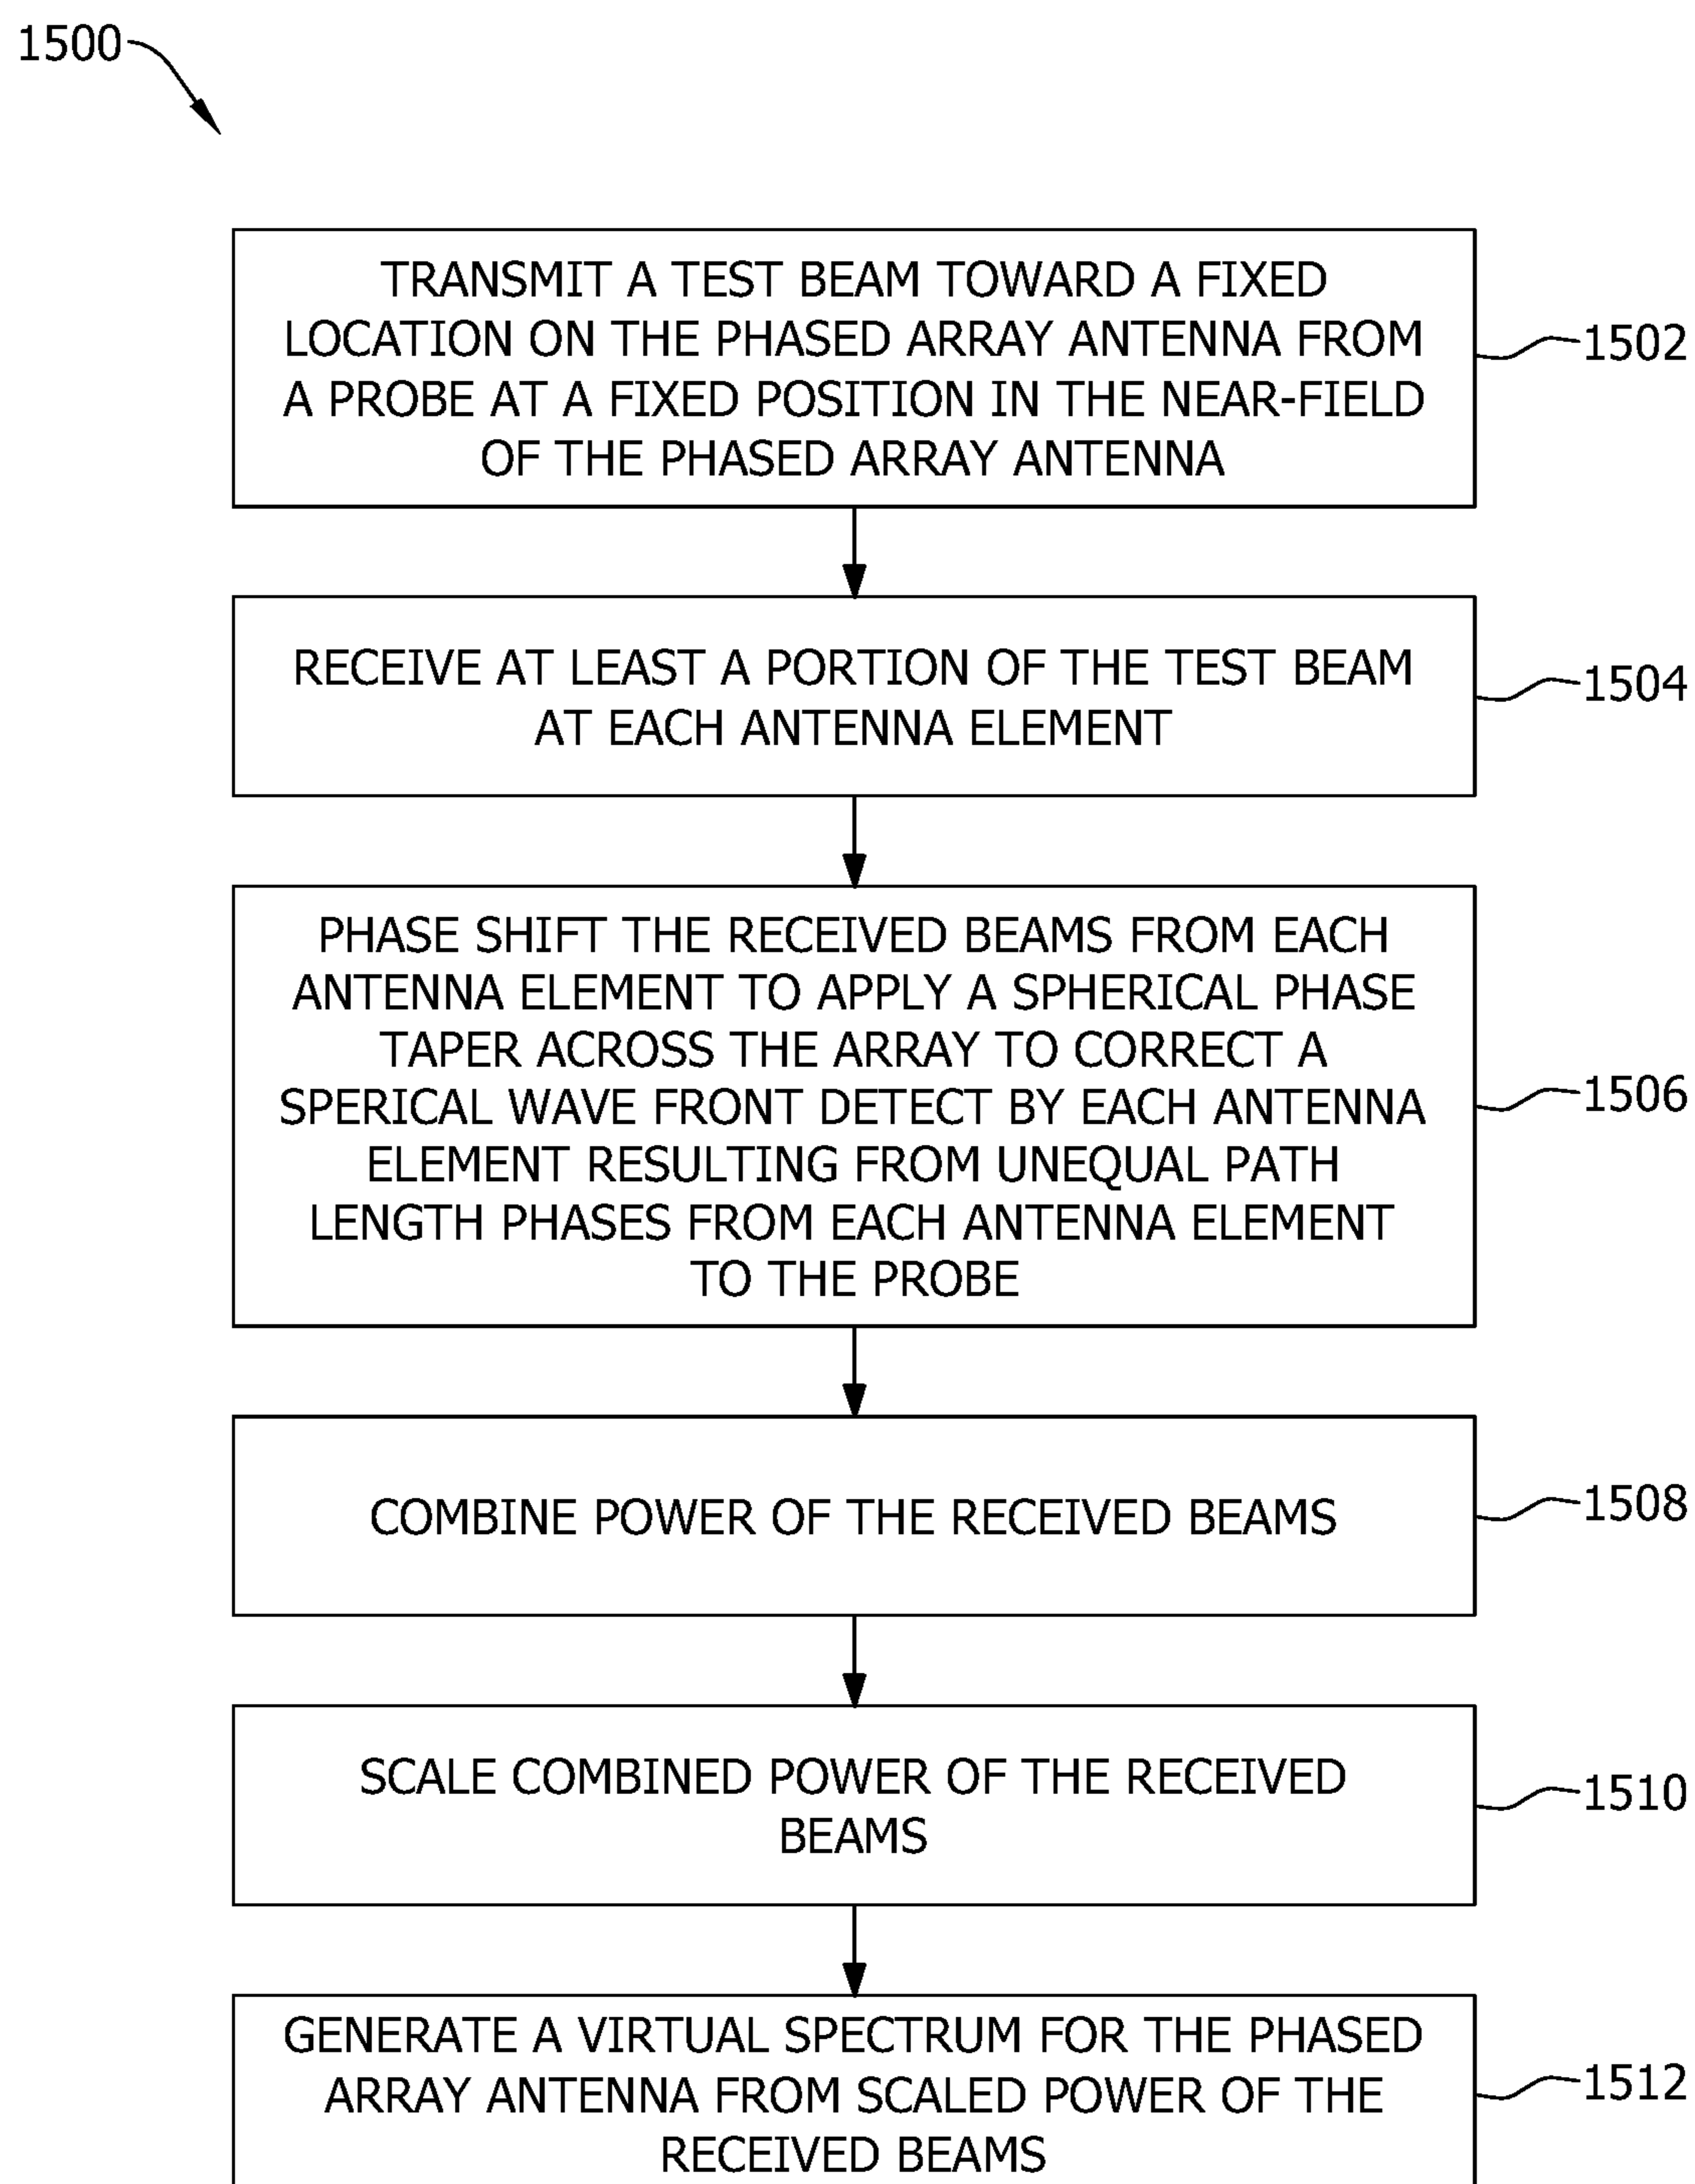 1500
TRANSMIT A TEST BEAM TOWARD A FIXED
LOCATION ON THE PHASED ARRAY ANTENNA FROM
A PROBE AT A FIXED POSITION IN THE NEAR-FIELD
OF THE PHASED ARRAY ANTENNA
1502
RECEIVE AT LEAST A PORTION OF THE TEST BEAM
AT EACH ANTENNA ELEMENT
1504
PHASE SHIFT THE RECEIVED BEAMS FROM EACH
ANTENNA ELEMENT TO APPLY A SPHERICAL PHASE
TAPER ACROSS THE ARRAY TO CORRECT A
SPERICAL WAVE FRONT DETECT BY EACH ANTENNA
ELEMENT RESULTING FROM UNEQUAL PATH
LENGTH PHASES FROM EACH ANTENNA ELEMENT
TO THE PROBE
1506
COMBINE POWER OF THE RECEIVED BEAMS
1508
SCALE COMBINED POWER OF THE RECEIVED
BEAMS
1510
GENERATE A VIRTUAL SPECTRUM FOR THE PHASED
ARRAY ANTENNA FROM SCALED POWER OF THE
RECEIVED BEAMS
1512